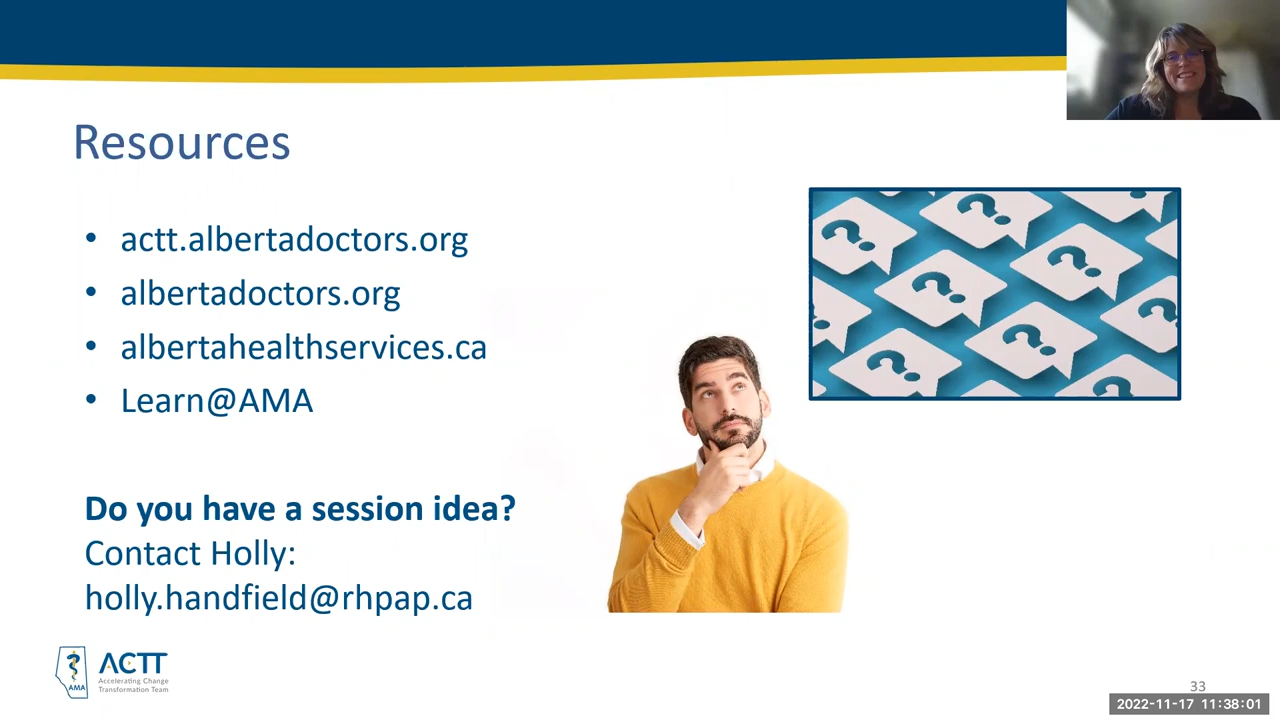 Resources
• actt.albertadoctors.org
• albertadoctors.org
• albertahealthservices.ca
• Learn@AMA
Do you have a session idea?
Contact Holly:
holly.handfield@rhpap.ca
AMA
ACTT
Accelerating Change
Transformation Team
33
2022-11-17 11:38:01